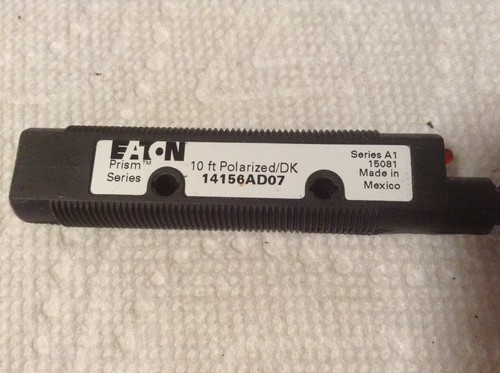 EATON
Prism™
Series
10 ft Polarized/DK
14156AD07
Series A1
15081
Made in
Mexico